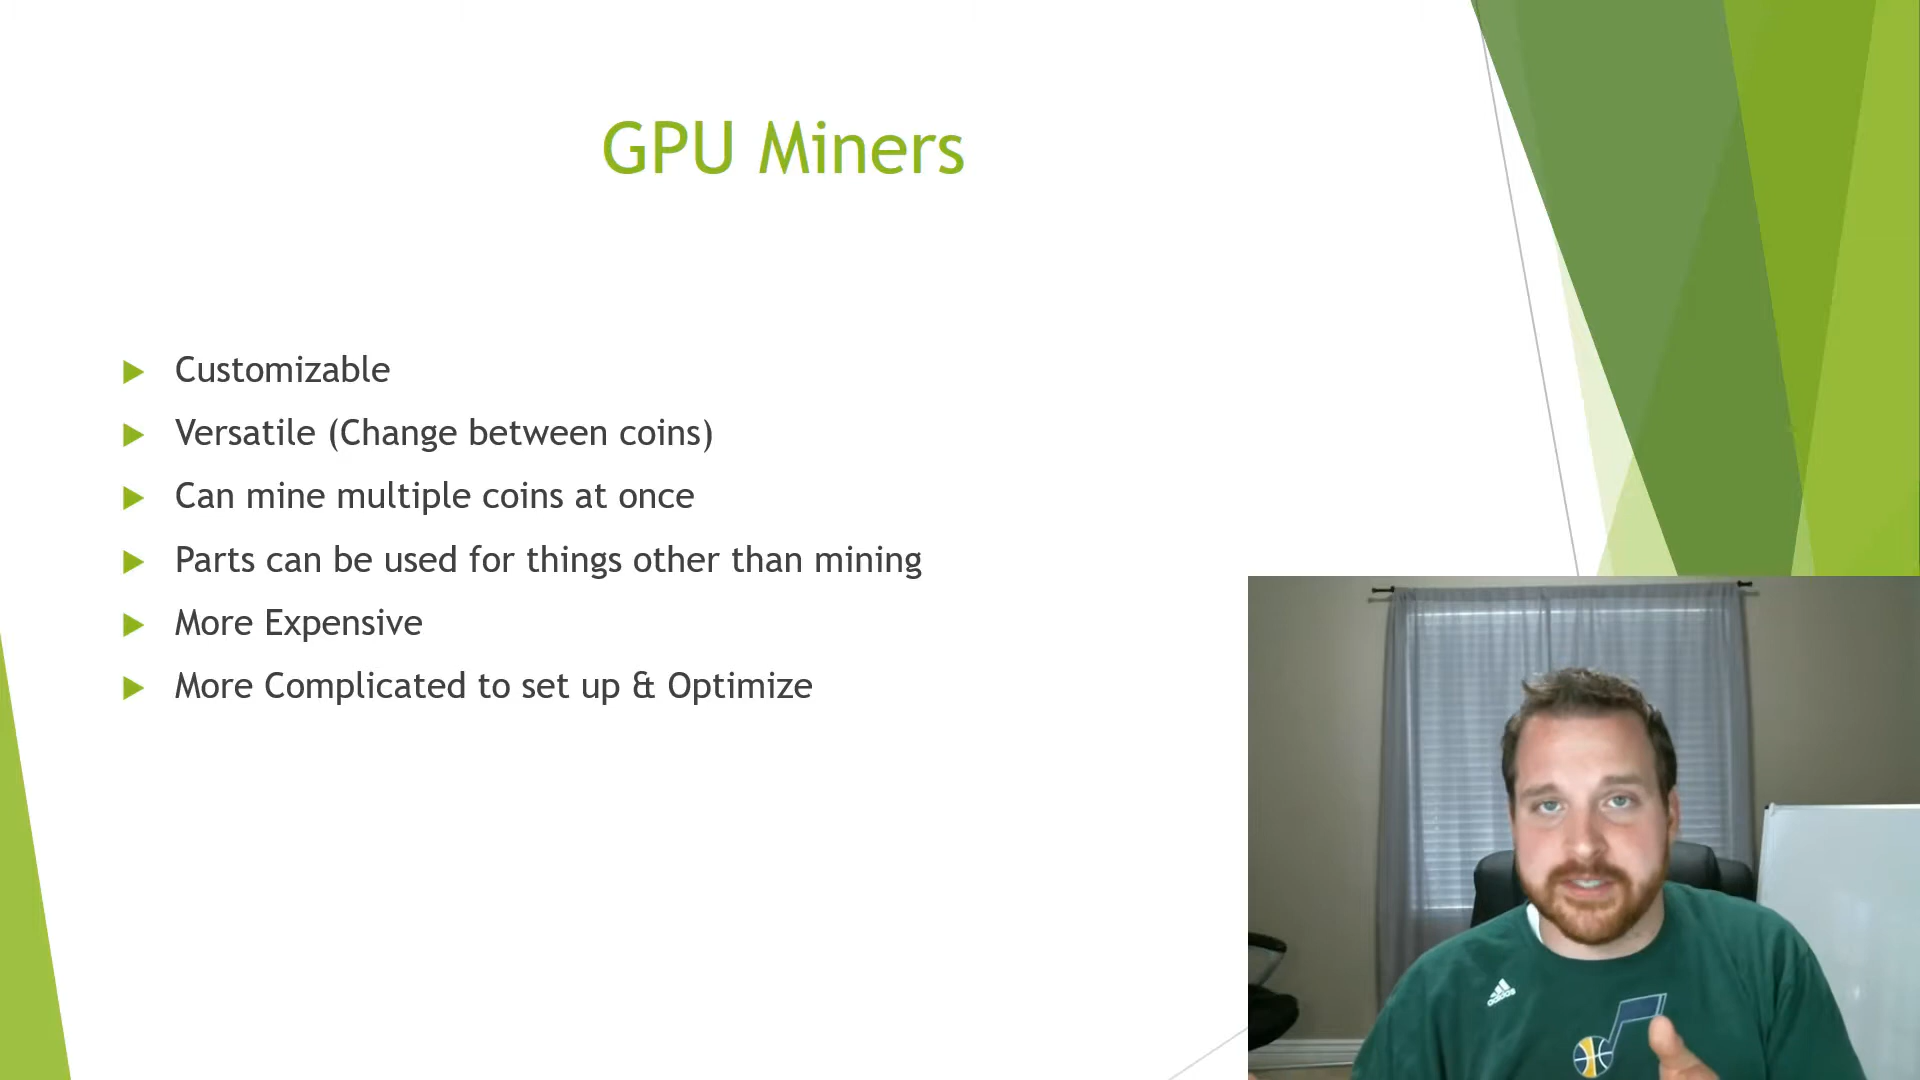 GPU Miners
Customizable
Versatile (Change between coins)
Can mine multiple coins at once
Parts can be used for things other than mining
More Expensive
More Complicated to set up & Optimize
adidas